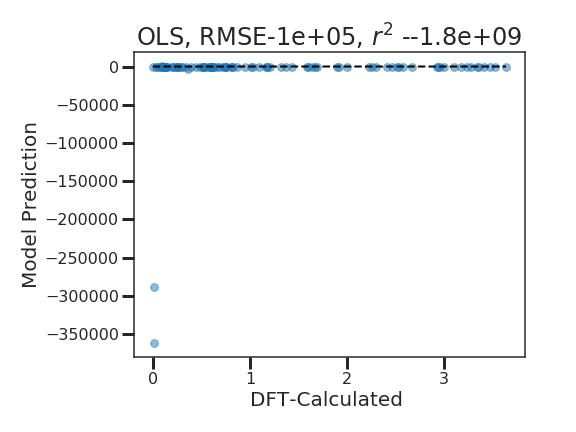 OLS, RMSE-1e+05, r² --1.8e+09
0
−50000
−100000
−150000
−200000
−250000
−300000
−350000
Model Prediction
0 1 2 3
DFT-Calculated